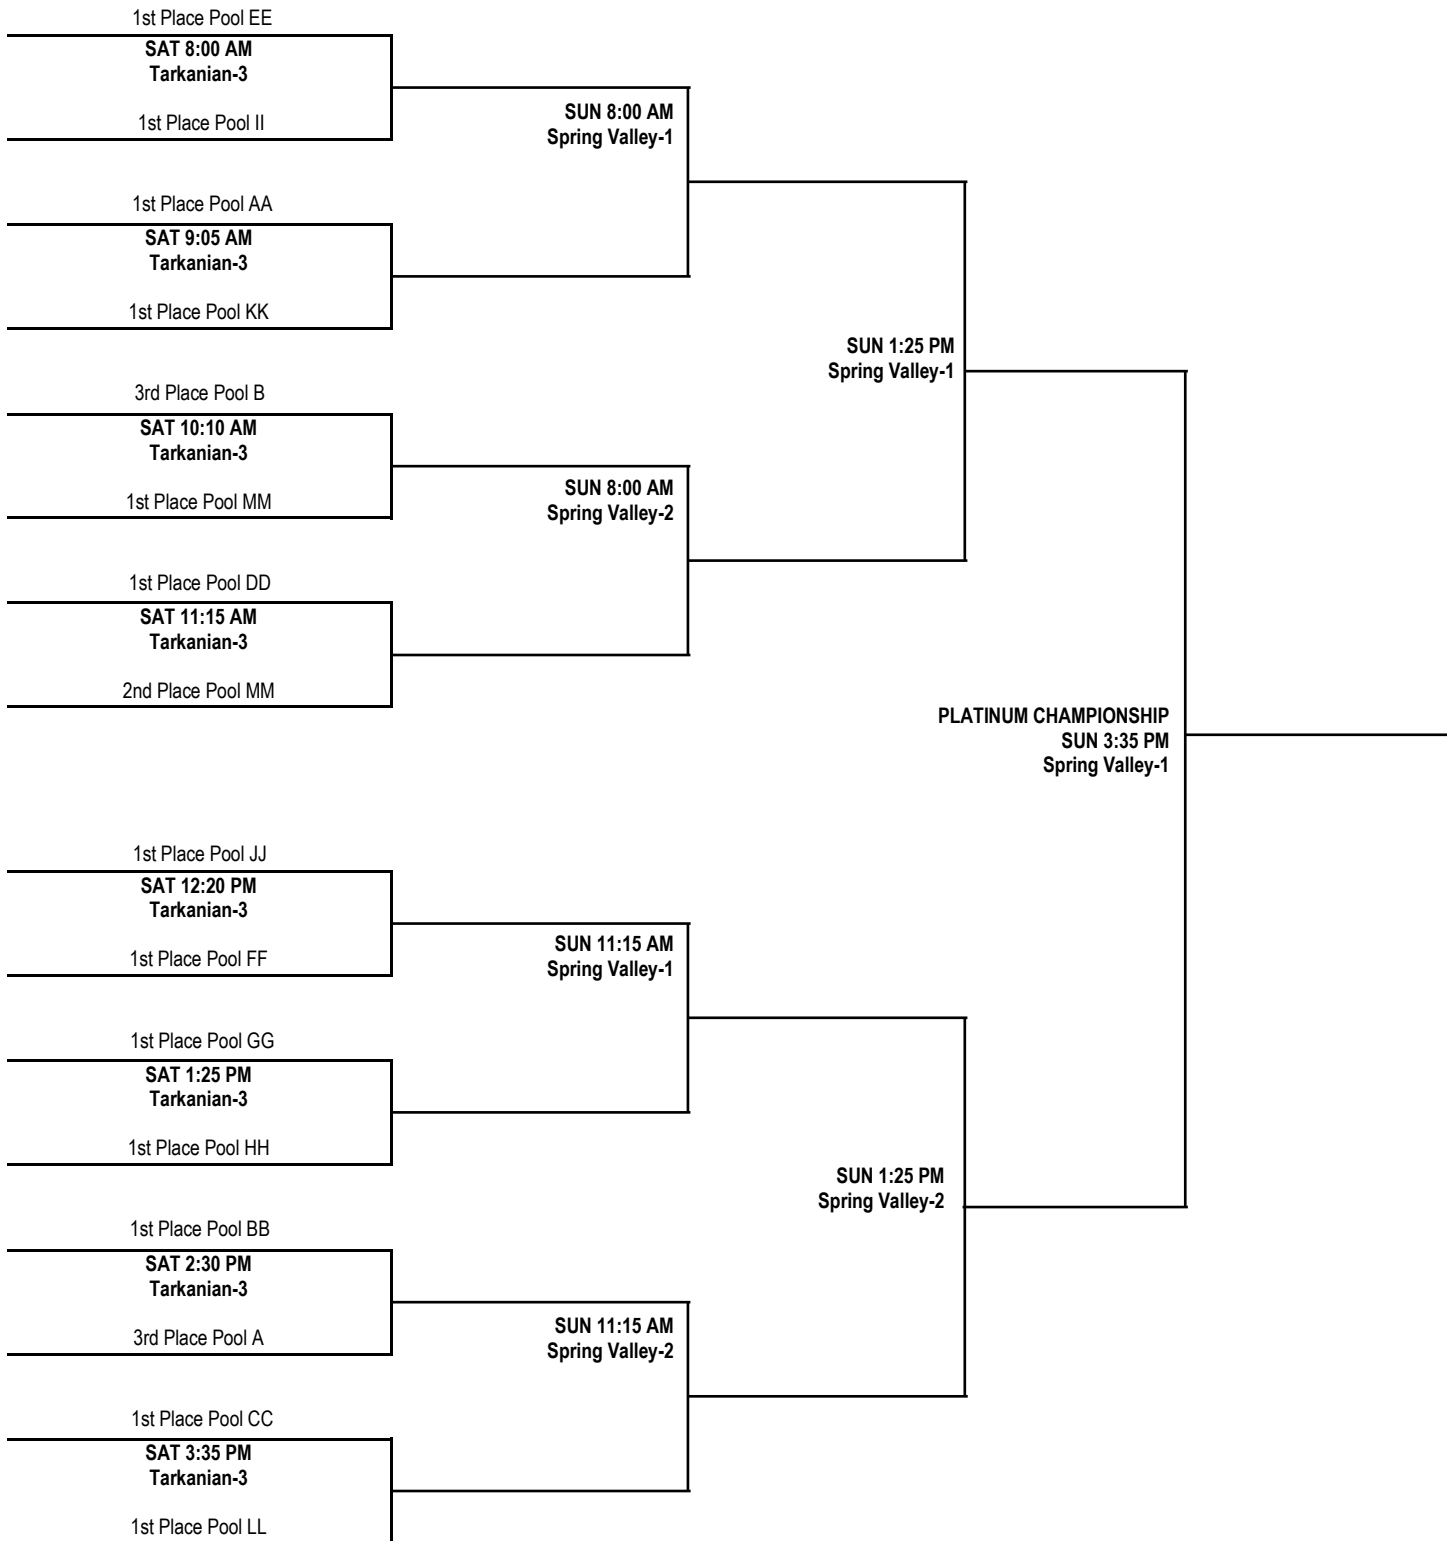 1st Place Pool EE
SAT 8:00 AM
Tarkanian-3
1st Place Pool II
SUN 8:00 AM
Spring Valley-1
1st Place Pool AA
SAT 9:05 AM
Tarkanian-3
1st Place Pool KK
SUN 1:25 PM
Spring Valley-1
3rd Place Pool B
SAT 10:10 AM
Tarkanian-3
1st Place Pool MM
SUN 8:00 AM
Spring Valley-2
1st Place Pool DD
SAT 11:15 AM
Tarkanian-3
2nd Place Pool MM
PLATINUM CHAMPIONSHIP
SUN 3:35 PM
Spring Valley-1
1st Place Pool JJ
SAT 12:20 PM
Tarkanian-3
1st Place Pool FF
SUN 11:15 AM
Spring Valley-1
1st Place Pool GG
SAT 1:25 PM
Tarkanian-3
1st Place Pool HH
SUN 1:25 PM
Spring Valley-2
1st Place Pool BB
SAT 2:30 PM
Tarkanian-3
3rd Place Pool A
SUN 11:15 AM
Spring Valley-2
1st Place Pool CC
SAT 3:35 PM
Tarkanian-3
1st Place Pool LL